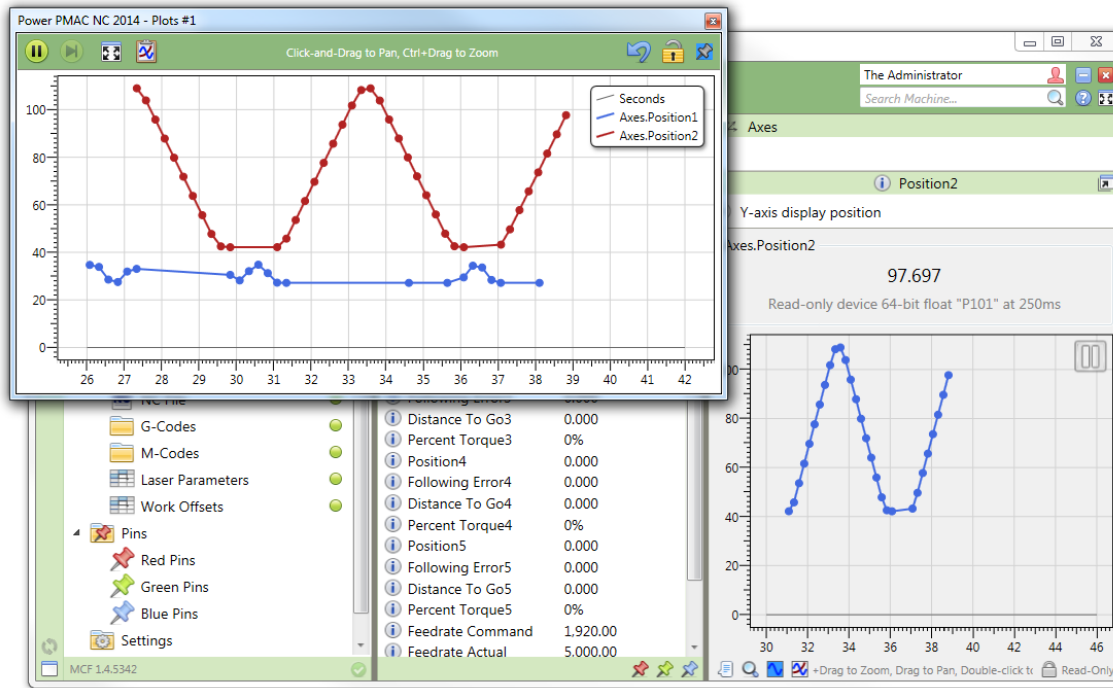 Power PMAC NC 2014 - Plots #1
Click-and-Drag to Pan, Ctrl+Drag to Zoom
Seconds
Axes.Position1
Axes.Position2
100
80
60
40
20
0
26 27 28 29 30 31 32 33 34 35 36 37 38 39 40 41 42
The Administrator
Search Machine...
Axes
Position2
Y-axis display position
Axes.Position2
97.697
Read-only device 64-bit float "P101" at 250ms
80
60
40
20
0
30 32 34 36 38 40 42 44 46
+Drag to Zoom, Drag to Pan, Double-click to
Read-Only
NC File
G-Codes
M-Codes
Laser Parameters
Work Offsets
Pins
Red Pins
Green Pins
Blue Pins
Settings
MCF 1.4.5342
Distance To Go3 0.000
Percent Torque3 0%
Position4 0.000
Following Error4 0.000
Distance To Go4 0.000
Percent Torque4 0%
Position5 0.000
Following Error5 0.000
Distance To Go5 0.000
Percent Torque5 0%
Feedrate Command 1,920.00
Feedrate Actual 5,000.00